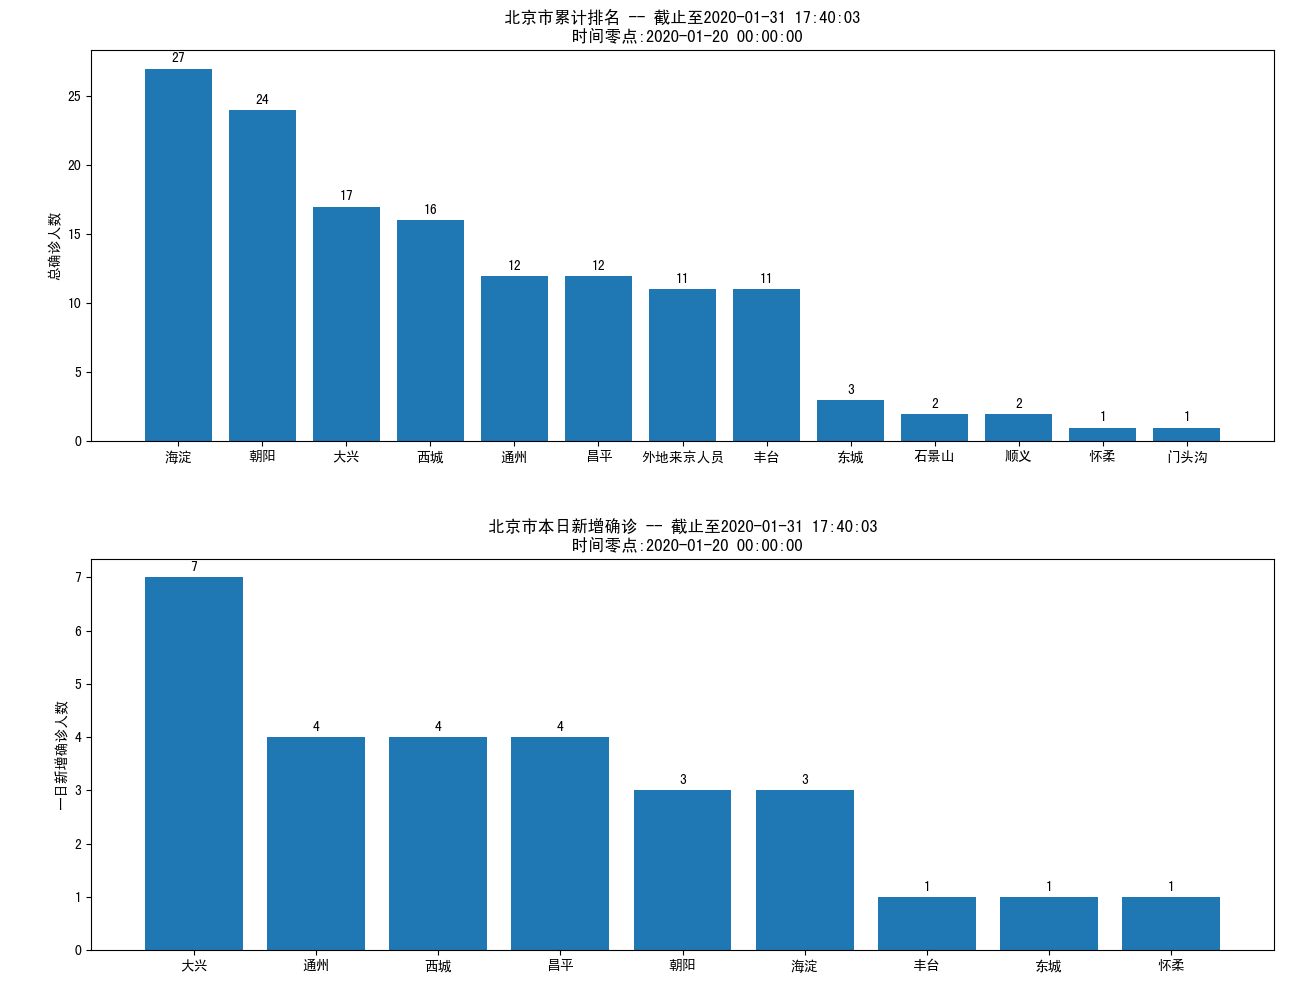 北京市累计排名 -- 截止至2020-01-31 17:40:03
时间零点:2020-01-20 00:00:00
总确诊人数
25
20
15
10
5
0
27
24
17
16
12
12
11
11
3
2
2
1
1
海淀
朝阳
大兴
西城
通州
昌平
外地来京人员
丰台
东城
石景山
顺义
怀柔
门头沟
北京市本日新增确诊 -- 截止至2020-01-31 17:40:03
时间零点:2020-01-20 00:00:00
一日新增确诊人数
7
6
5
4
3
2
1
0
7
4
4
4
3
3
1
1
1
大兴
通州
西城
昌平
朝阳
海淀
丰台
东城
怀柔